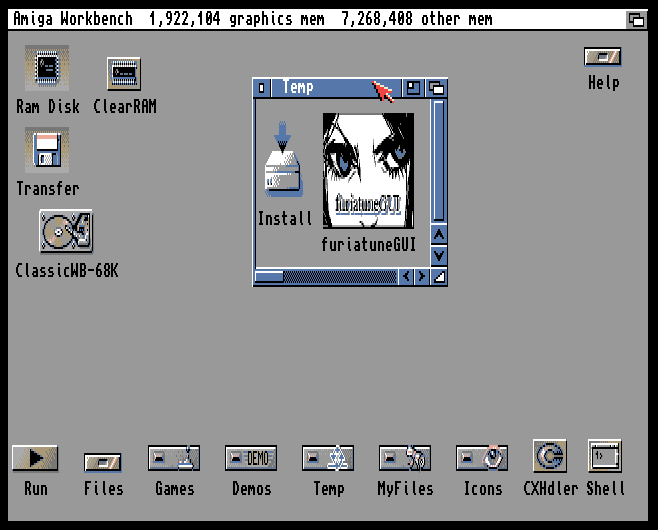 Amiga Workbench 1,922,104 graphics mem 7,268,408 other mem
Ram Disk
ClearRAM
Temp
Help
Transfer
furiatuneGUI
Install
furiatuneGUI
ClassicWB-68K
DEMO
Run
Files
Games
Demos
Temp
MyFiles
Icons
CXHdler
Shell